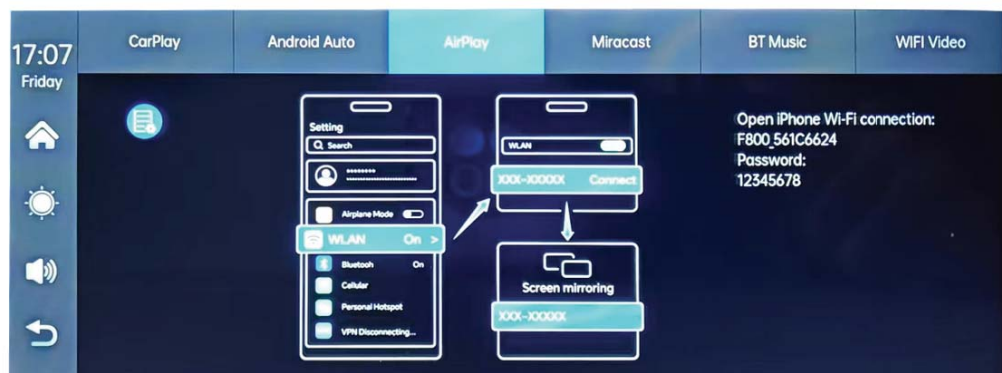 17:07
Friday
CarPlay
Android Auto
AirPlay
Miracast
BT Music
WIFI Video
Setting
Search
********
Airplane Mode
WLAN On >
Bluetooh On
Cellular
Personal Hotspot
VPN Disconnecting...
WLAN
XXX-XXXXX Connect
Screen mirroring
XXX-XXXXX
Open iPhone Wi-Fi connection:
F800_561C6624
Password:
12345678